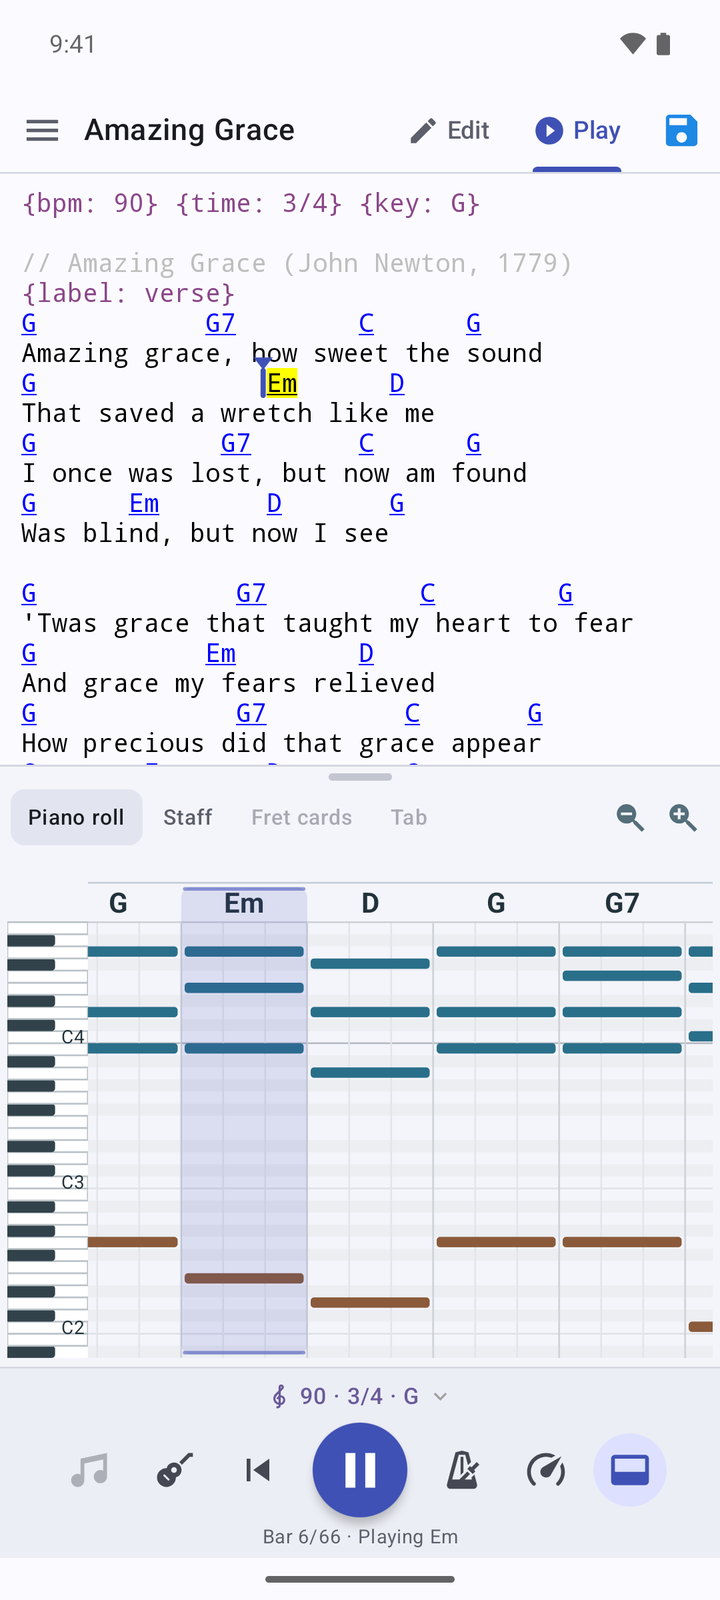 9:41
Amazing Grace Edit Play
{bpm: 90} {time: 3/4} {key: G}
// Amazing Grace (John Newton, 1779)
{label: verse}
G G7 C G
Amazing grace, how sweet the sound
G Em D
That saved a wretch like me
G G7 C G
I once was lost, but now am found
G Em D G
Was blind, but now I see
G G7 C G
'Twas grace that taught my heart to fear
G Em D
And grace my fears relieved
G G7 C G
How precious did that grace appear
Piano roll Staff Fret cards Tab
G Em D G G7
C4
C3
C2
90 · 3/4 · G
Bar 6/66 · Playing Em